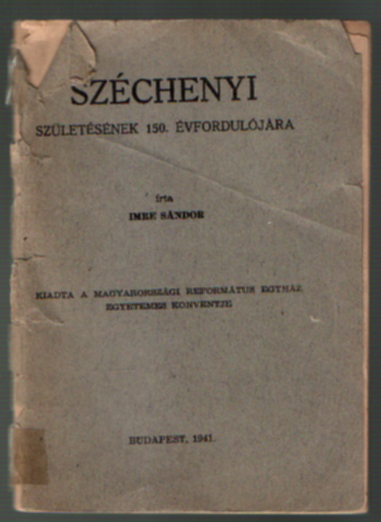 SZÉCHENYI
SZÜLETÉSÉNEK 150. ÉVFORDULÓJÁRA
írta
IMRE SÁNDOR
KIADTA A MAGYARORSZÁGI REFORMÁTUS EGYHÁZ
EGYETEMES KONVENTJE
BUDAPEST, 1941.